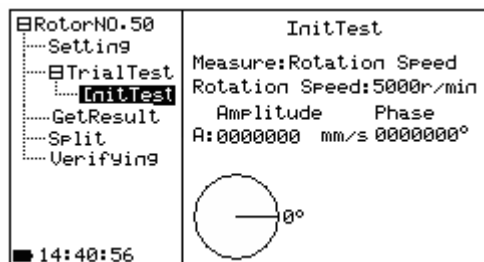 RotorNO.50
Setting
TrialTest
InitTest
GetResult
Split
Verifying
14:40:56
InitTest
Measure:Rotation Speed
Rotation Speed:5000r/min
Amplitude Phase
A:0000000 mm/s 0000000°
0°